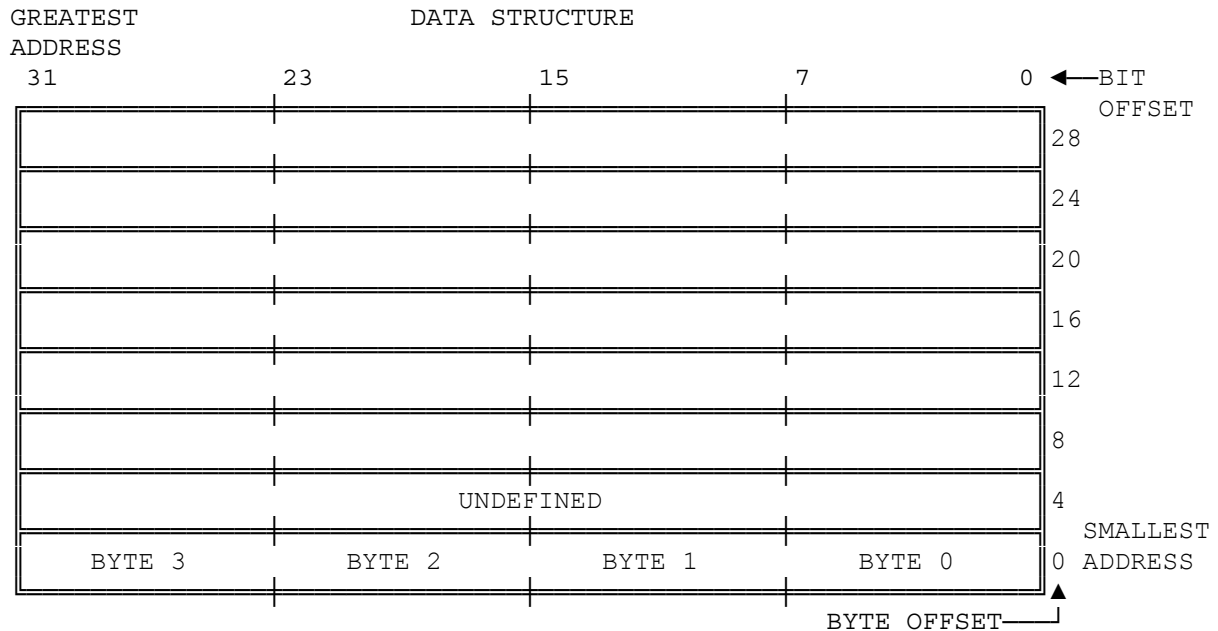 GREATEST DATA STRUCTURE
ADDRESS
31 23 15 7 0 ◄──BIT
OFFSET
28
24
20
16
12
8
UNDEFINED 4
SMALLEST
BYTE 3 BYTE 2 BYTE 1 BYTE 0 0 ADDRESS
BYTE OFFSET